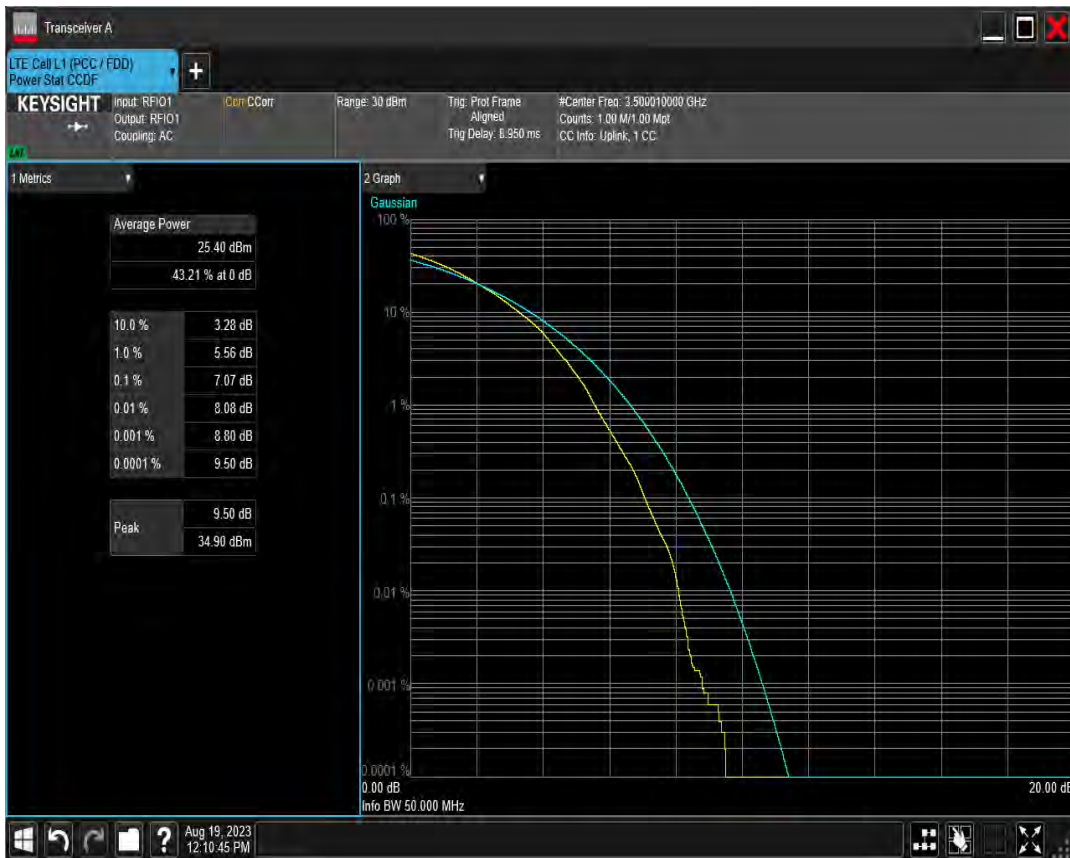 Transceiver A
LTE Cell L1 (PCC / FDD)
Power Stat CCDF
+
KEYSIGHT
Input: RFIO1
Output: RFIO1
Coupling: AC
Corr CCorr
Range: 30 dBm
Trig: Prot Frame
Aligned
Trig Delay: 8.950 ms
#Center Freq: 3.500010000 GHz
Counts: 1.00 M/1.00 Mpt
CC Info: Uplink, 1 CC
1 Metrics
Average Power
25.40 dBm
43.21 % at 0 dB
10.0 % 3.28 dB
1.0 % 5.56 dB
0.1 % 7.07 dB
0.01 % 8.08 dB
0.001 % 8.80 dB
0.0001 % 9.50 dB
Peak
9.50 dB
34.90 dBm
2 Graph
Gaussian
100 %
10 %
1 %
0.1 %
0.01 %
0.001 %
0.0001 %
0.00 dB
20.00 dB
Info BW 50.000 MHz
?
Aug 19, 2023
12:10:45 PM